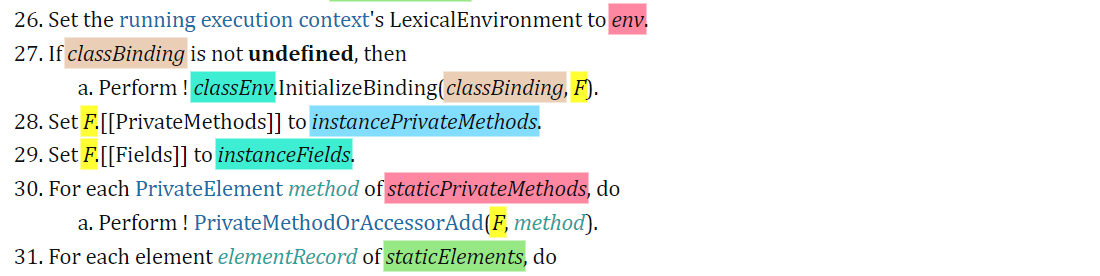 26. Set the running execution context's LexicalEnvironment to env.
27. If classBinding is not undefined, then
a. Perform ! classEnv.InitializeBinding(classBinding, F).
28. Set F.[[PrivateMethods]] to instancePrivateMethods.
29. Set F.[[Fields]] to instanceFields.
30. For each PrivateElement method of staticPrivateMethods, do
a. Perform ! PrivateMethodOrAccessorAdd(F, method).
31. For each element elementRecord of staticElements, do